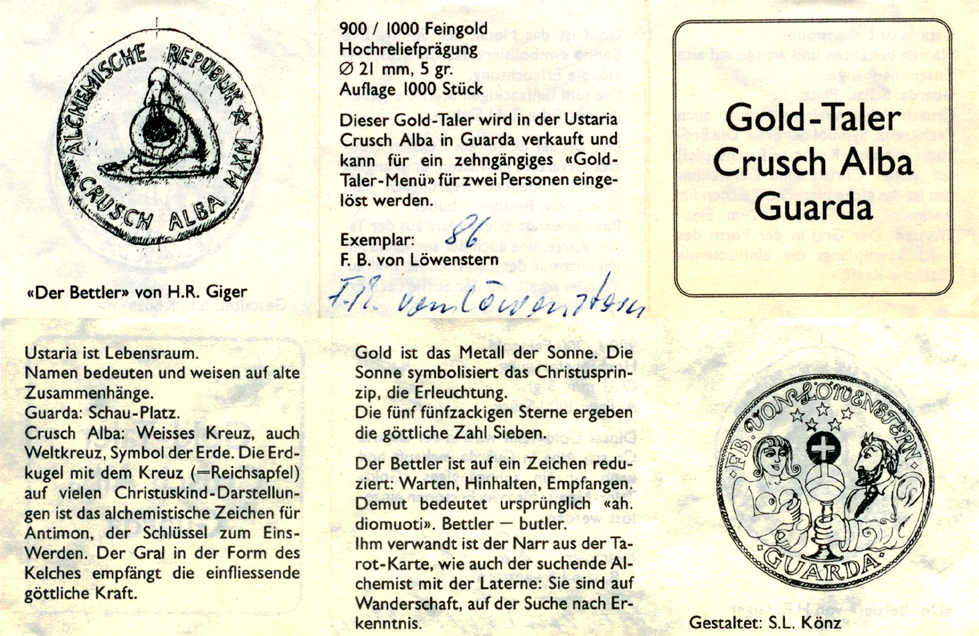 ALCHEMISCHE REPUBLIK ☆ MXM
CRUSCH ALBA
«Der Bettler» von H.R. Giger
900 / 1000 Feingold
Hochreliefprägung
Ø 21 mm, 5 gr.
Auflage 1000 Stück
Dieser Gold-Taler wird in der Ustaria
Crusch Alba in Guarda verkauft und
kann für ein zehngängiges «Gold-
Taler-Menü» für zwei Personen einge-
löst werden.
Exemplar: 86
F. B. von Löwenstern
F.B. von Löwenstern
Gold-Taler
Crusch Alba
Guarda
Ustaria ist Lebensraum.
Namen bedeuten und weisen auf alte
Zusammenhänge.
Guarda: Schau-Platz.
Crusch Alba: Weisses Kreuz, auch
Weltkreuz, Symbol der Erde. Die Erd-
kugel mit dem Kreuz (=Reichsapfel)
auf vielen Christuskind-Darstellun-
gen ist das alchemistische Zeichen für
Antimon, der Schlüssel zum Eins-
Werden. Der Gral in der Form des
Kelches empfängt die einfliessende
göttliche Kraft.
Gold ist das Metall der Sonne. Die
Sonne symbolisiert das Christusprin-
zip, die Erleuchtung.
Die fünf fünfzackigen Sterne ergeben
die göttliche Zahl Sieben.
Der Bettler ist auf ein Zeichen redu-
ziert: Warten, Hinhalten, Empfangen.
Demut bedeutet ursprünglich «ah.
diomuoti». Bettler — butler.
Ihm verwandt ist der Narr aus der Ta-
rot-Karte, wie auch der suchende Al-
chemist mit der Laterne: Sie sind auf
Wanderschaft, auf der Suche nach Er-
kenntnis.
FB. VON LÖWENSTERN
GUARDA
Gestaltet: S.L. Könz